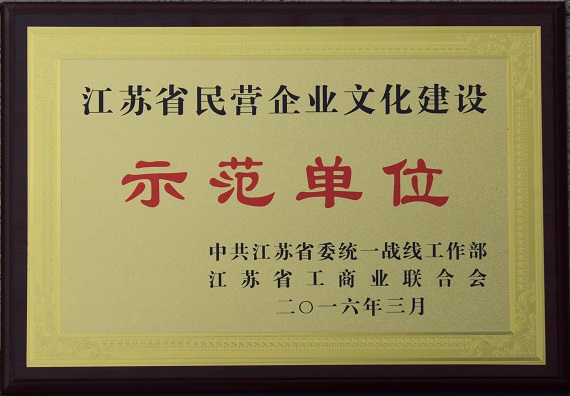 江苏省民营企业文化建设
示范单位
中共江苏省委统一战线工作部
江苏省工商业联合会
二〇一六年三月